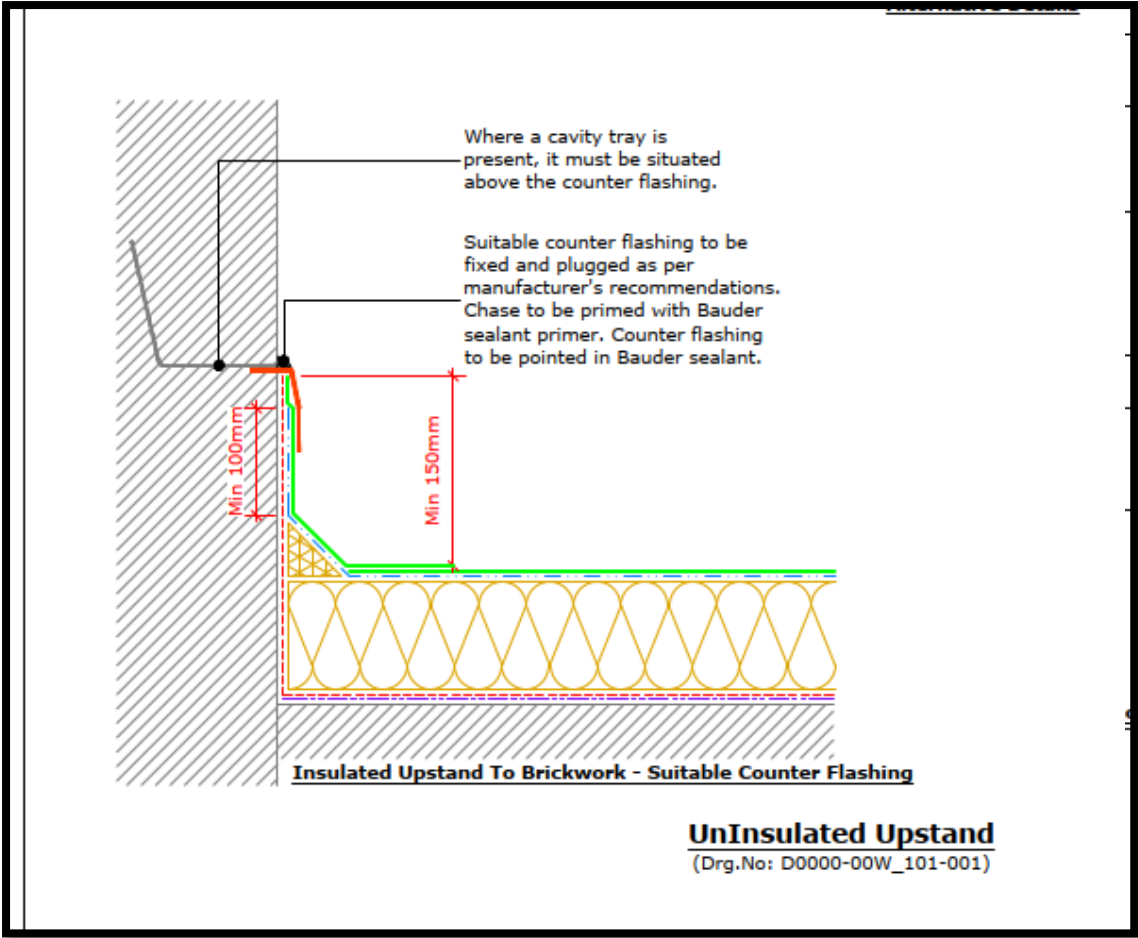 Where a cavity tray is
present, it must be situated
above the counter flashing.
Suitable counter flashing to be
fixed and plugged as per
manufacturer's recommendations.
Chase to be primed with Bauder
sealant primer. Counter flashing
to be pointed in Bauder sealant.
Min 100mm
Min 150mm
Insulated Upstand To Brickwork - Suitable Counter Flashing
UnInsulated Upstand
(Drg.No: D0000-00W_101-001)